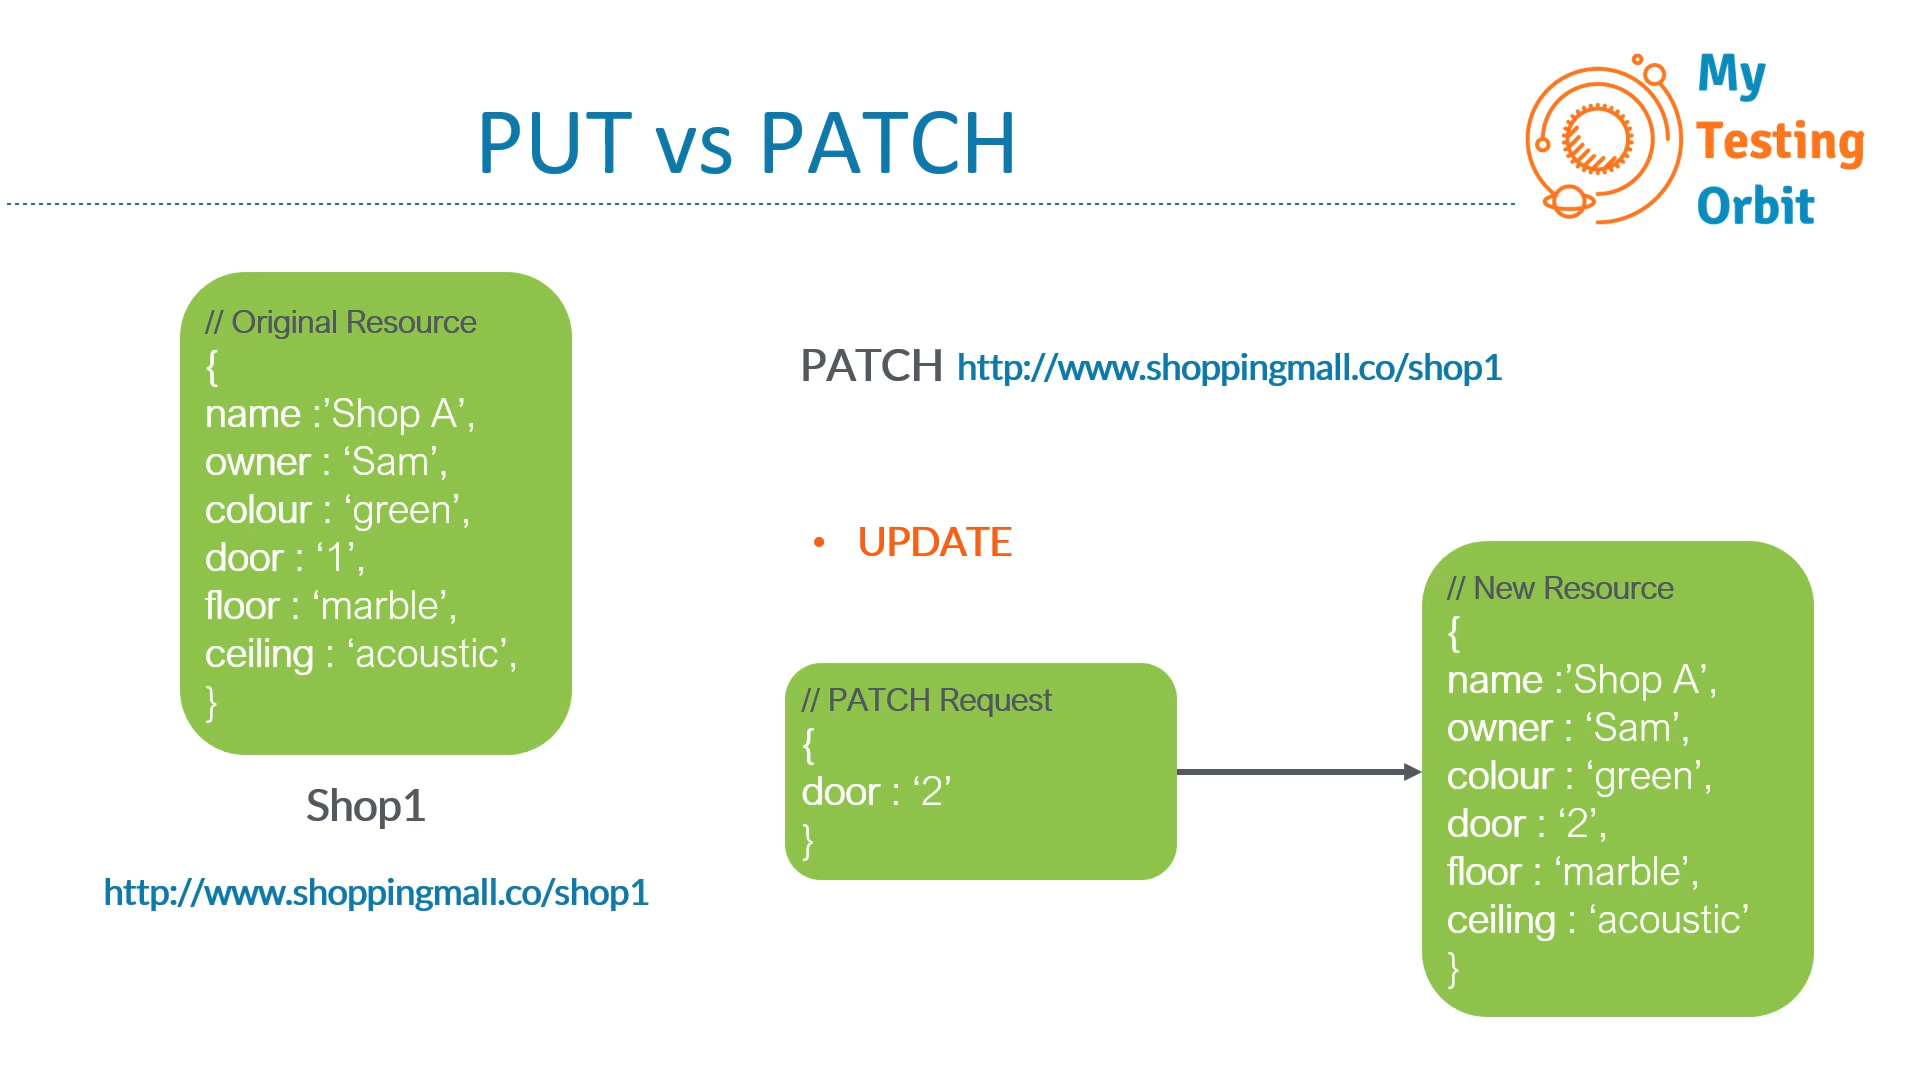 PUT vs PATCH
My
Testing
Orbit
// Original Resource
{
name :’Shop A’,
owner : ‘Sam’,
colour : ‘green’,
door : ‘1’,
floor : ‘marble’,
ceiling : ‘acoustic’,
}
Shop1
http://www.shoppingmall.co/shop1
PATCH http://www.shoppingmall.co/shop1
• UPDATE
// PATCH Request
{
door : ‘2’
}
// New Resource
{
name :’Shop A’,
owner : ‘Sam’,
colour : ‘green’,
door : ‘2’,
floor : ‘marble’,
ceiling : ‘acoustic’
}